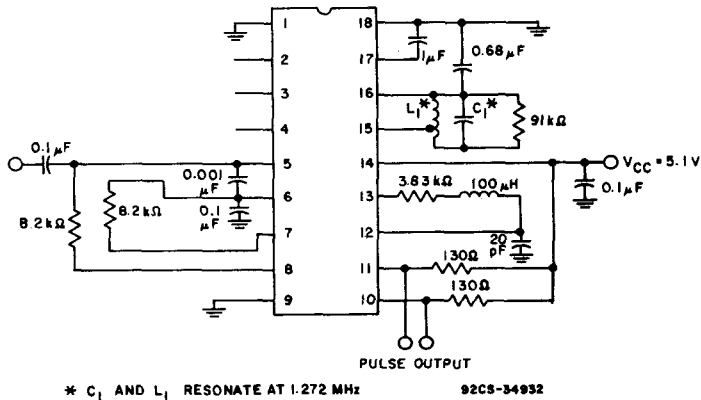 1 18
0.68µF
1µF
2 17
3 16
L1* C1* 91kΩ
4 15
0.1µF
5 14 VCC = 5.1V
0.001 µF
3.83kΩ 100µH 0.1µF
6 13
8.2kΩ 8.2kΩ 0.1 µF
7 12
20 pF
130Ω
8 11
130Ω
9 10
PULSE OUTPUT
* C1 AND L1 RESONATE AT 1.272 MHz 92CS-34932